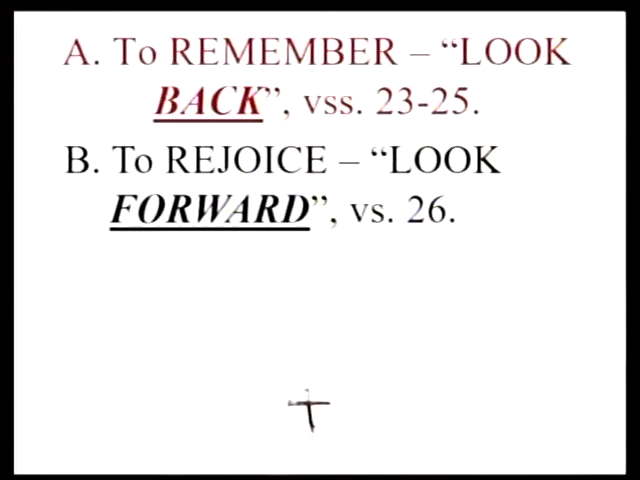 A. To REMEMBER – “LOOK
BACK”, vss. 23-25.
B. To REJOICE – “LOOK
FORWARD”, vs. 26.